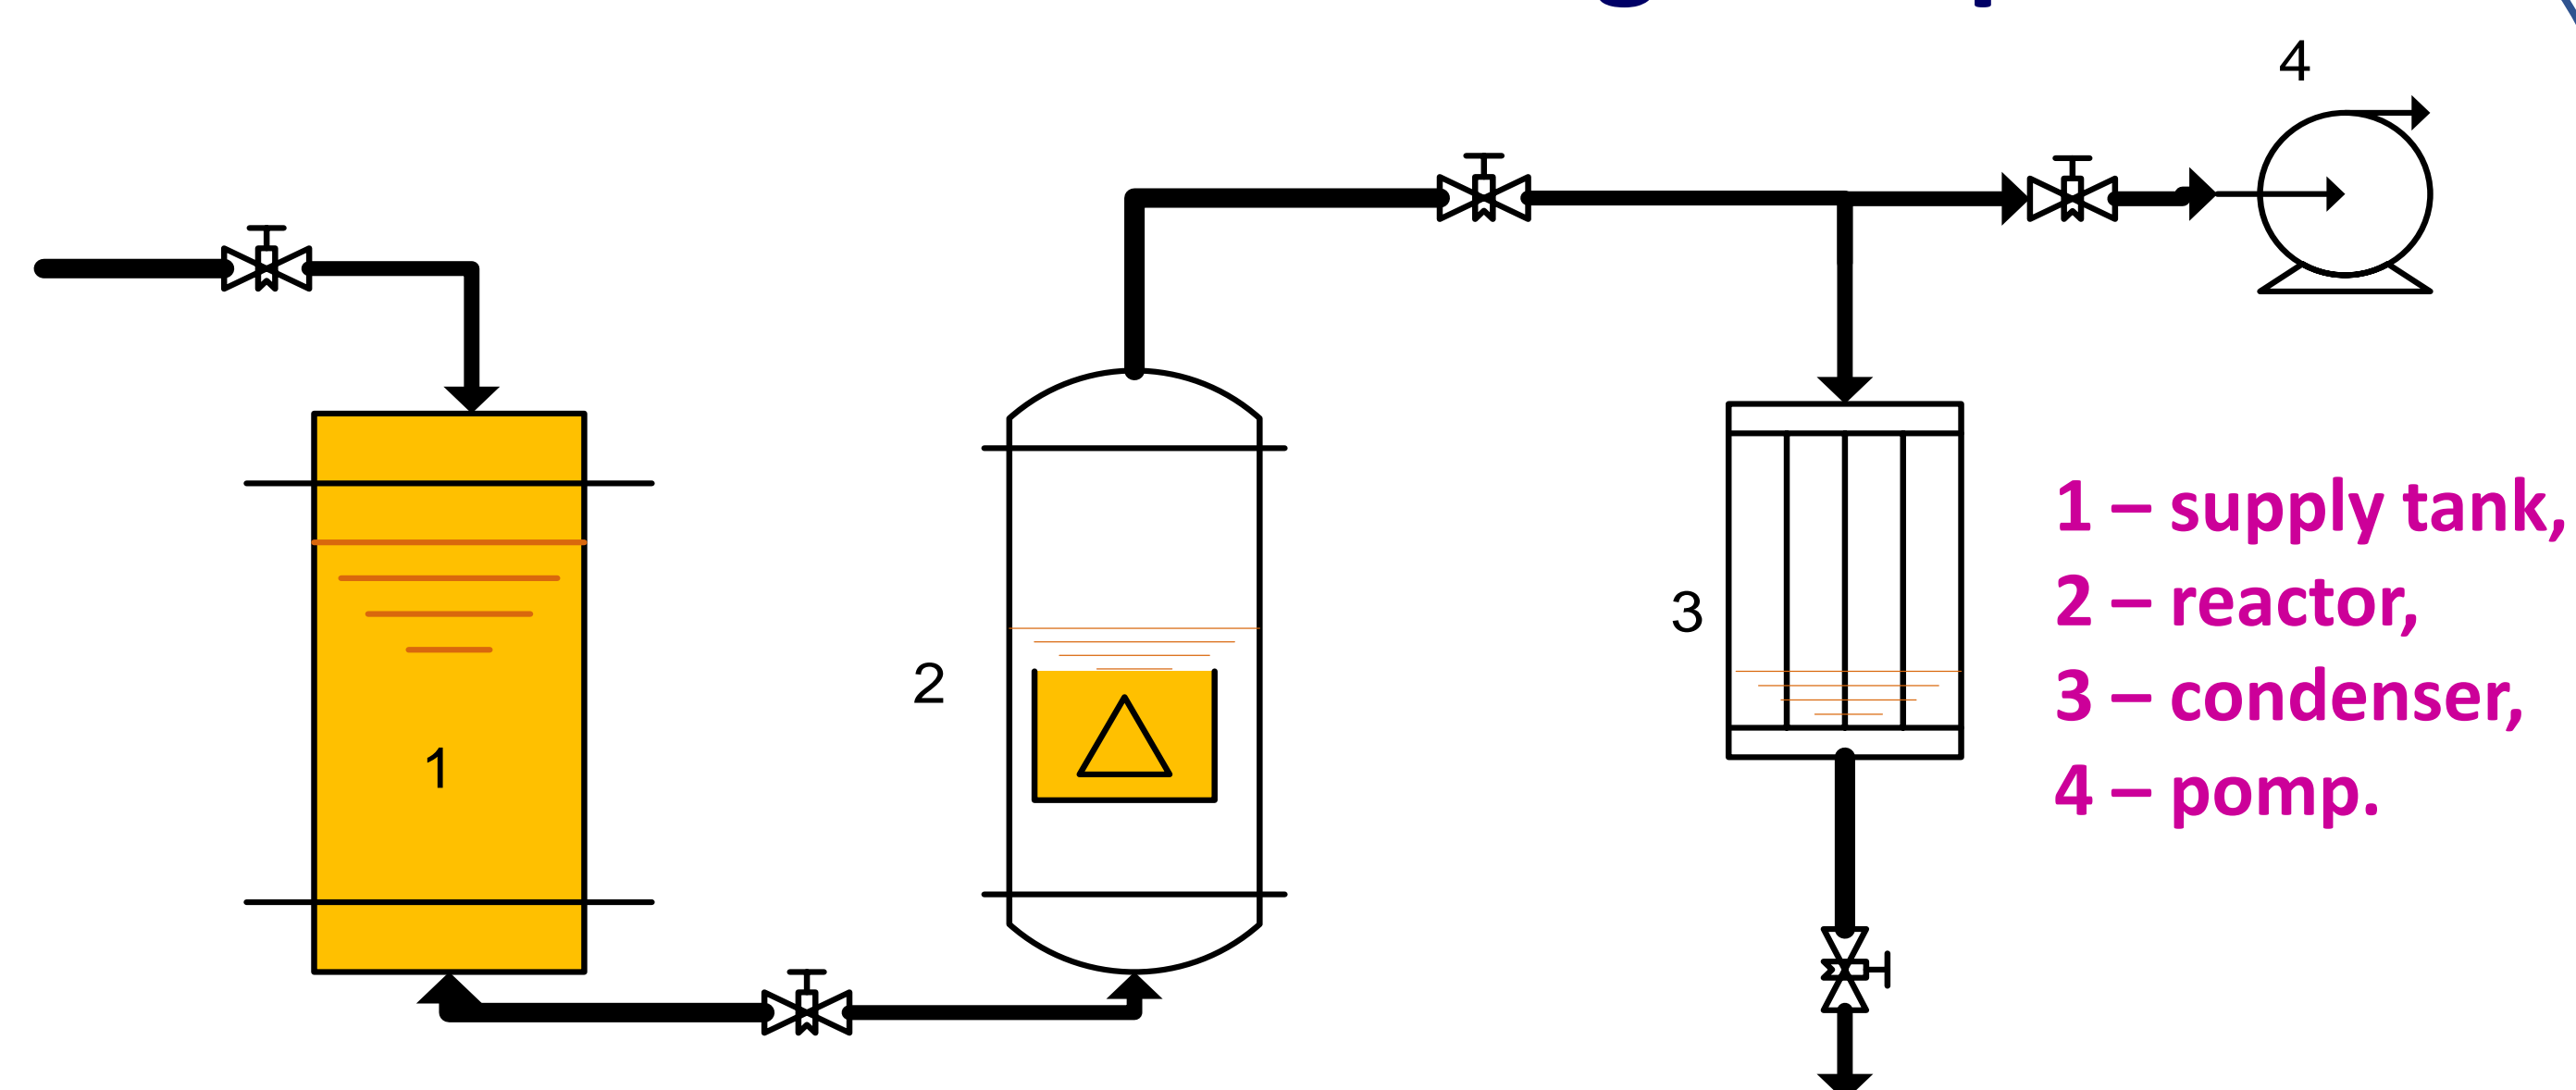 4
3
2
1
1 – supply tank,
2 – reactor,
3 – condenser,
4 – pomp.